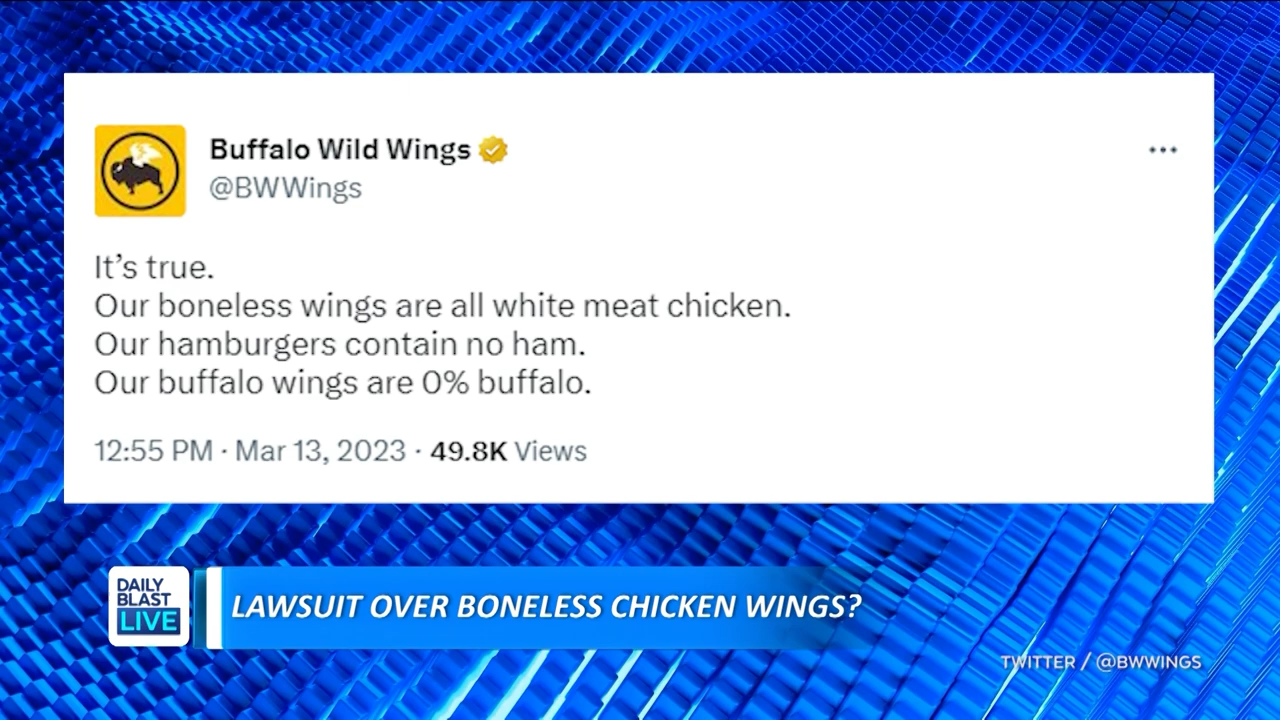 Buffalo Wild Wings
@BWWings
It's true.
Our boneless wings are all white meat chicken.
Our hamburgers contain no ham.
Our buffalo wings are 0% buffalo.
12:55 PM · Mar 13, 2023 · 49.8K Views
DAILY
BLAST
LIVE
LAWSUIT OVER BONELESS CHICKEN WINGS?
TWITTER / @BWWINGS